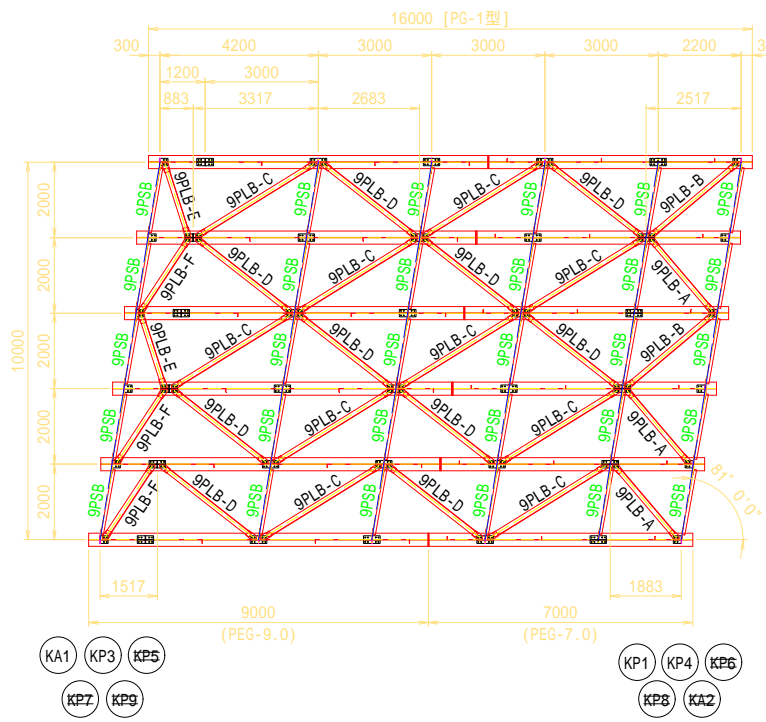 16000 [PG-1型]
300 4200 3000 3000 3000 2200 3
1200 3000
883 3317 2683 2517
2000 9PSB 9PLB-E 9PLB-C 9PSB 9PLB-D 9PSB 9PLB-C 9PLB-D 9PSB 9PLB-B 9PSB
2000 9PSB 9PLB-F 9PLB-D 9PSB 9PLB-C 9PSB 9PLB-D 9PLB-C 9PSB 9PLB-A 9PSB
10000 2000 9PSB 9PLB-E 9PLB-C 9PSB 9PLB-D 9PSB 9PLB-C 9PLB-D 9PSB 9PLB-B 9PSB
2000 9PSB 9PLB-F 9PLB-D 9PSB 9PLB-C 9PSB 9PLB-D 9PLB-C 9PSB 9PLB-A 9PSB
2000 9PSB 9PLB-F 9PLB-D 9PSB 9PLB-C 9PSB 9PLB-D 9PLB-C 9PSB 9PLB-A 9PSB
81° 0'0"
1517 1883
9000 7000
(PEG-9.0) (PEG-7.0)
KA1 KP3 KP5 KP1 KP4 KP6
KP7 KP9 KP8 KA2